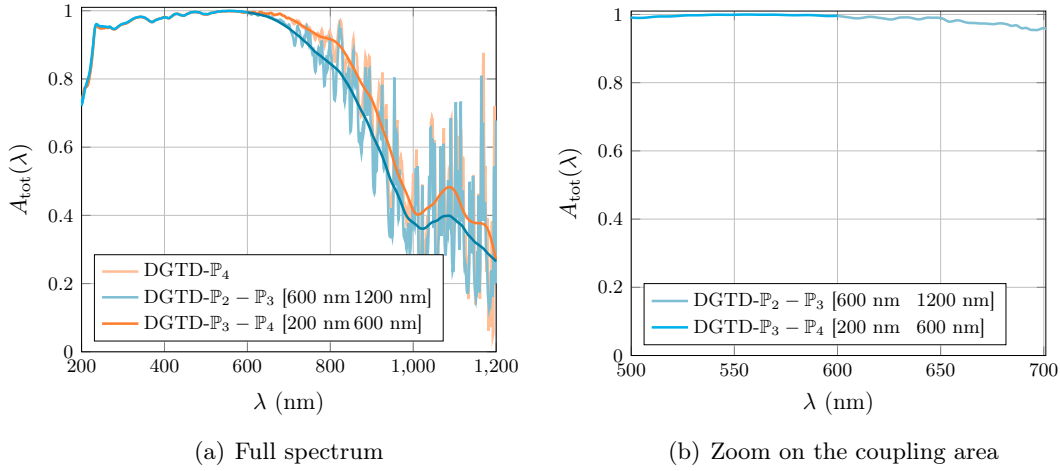 1
0.8
0.6
0.4
0.2
0
A_tot(λ)
200 400 600 800 1,000 1,200
λ (nm)
DGTD-ℙ₄
DGTD-ℙ₂ − ℙ₃ [600 nm 1200 nm]
DGTD-ℙ₃ − ℙ₄ [200 nm 600 nm]
(a) Full spectrum
1
0.8
0.6
0.4
0.2
0
A_tot(λ)
500 550 600 650 700
λ (nm)
DGTD-ℙ₂ − ℙ₃ [600 nm 1200 nm]
DGTD-ℙ₃ − ℙ₄ [200 nm 600 nm]
(b) Zoom on the coupling area